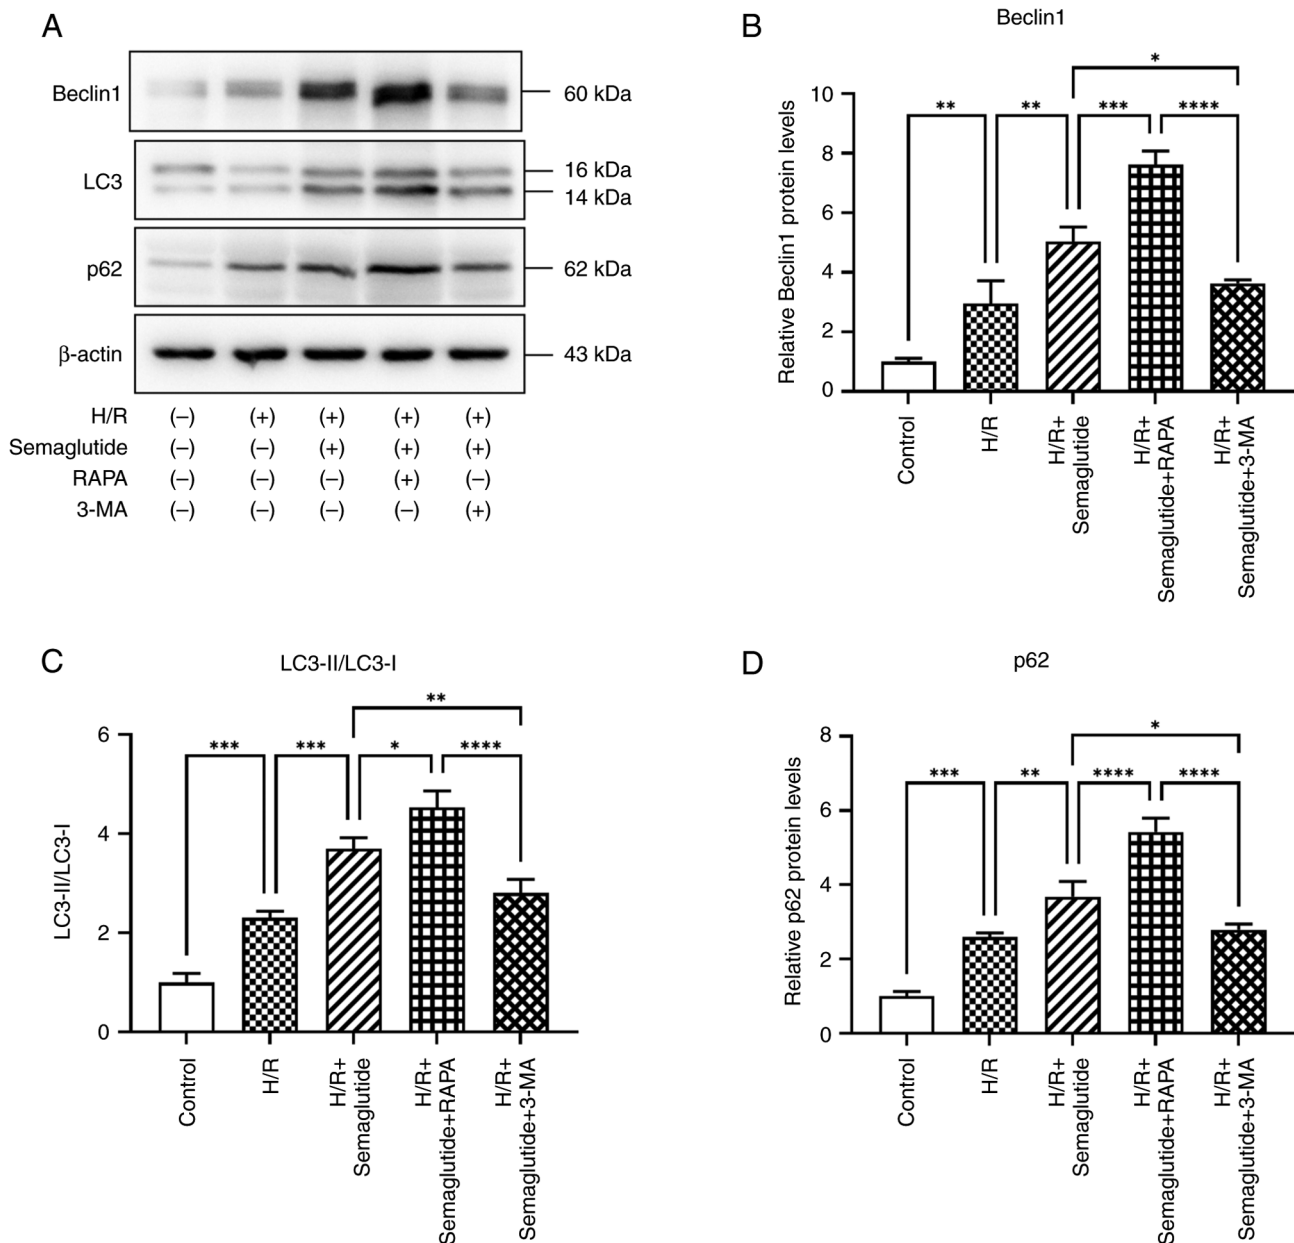 A
Beclin1
60 kDa
LC3
16 kDa
14 kDa
p62
62 kDa
β-actin
43 kDa
H/R (–) (+) (+) (+) (+)
Semaglutide (–) (–) (+) (+) (+)
RAPA (–) (–) (–) (+) (–)
3-MA (–) (–) (–) (–) (+)
B
Beclin1
Relative Beclin1 protein levels
10
8
6
4
2
0
*
** ** *** ****
Control
H/R
H/R+
Semaglutide
H/R+
Semaglutide+RAPA
H/R+
Semaglutide+3-MA
C
LC3-II/LC3-I
LC3-II/LC3-I
6
4
2
0
**
*** *** * ****
Control
H/R
H/R+
Semaglutide
H/R+
Semaglutide+RAPA
H/R+
Semaglutide+3-MA
D
p62
Relative p62 protein levels
8
6
4
2
0
*
*** ** **** ****
Control
H/R
H/R+
Semaglutide
H/R+
Semaglutide+RAPA
H/R+
Semaglutide+3-MA